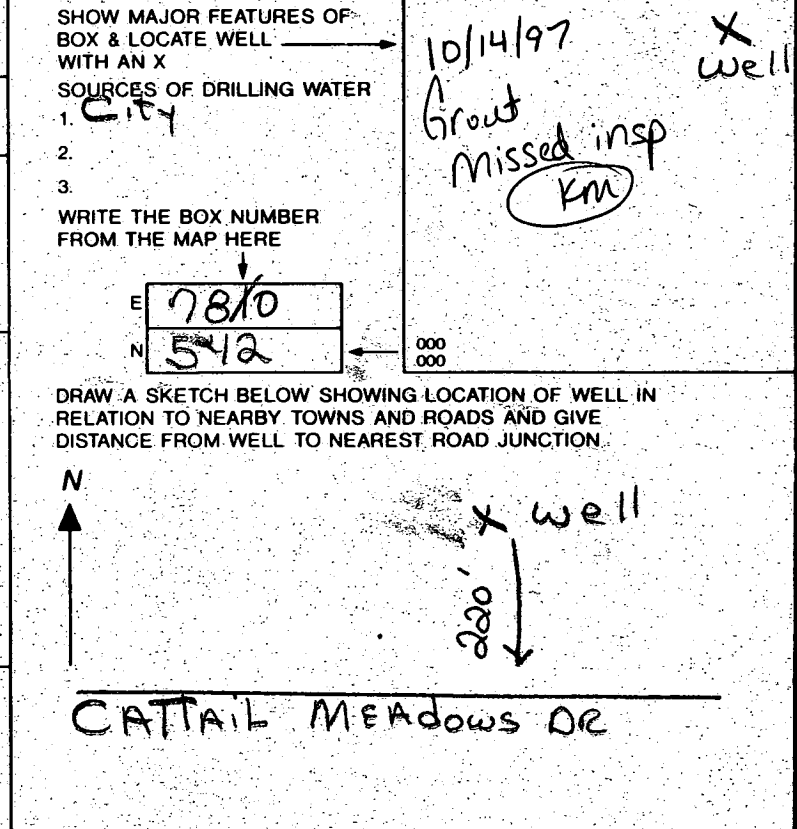 SHOW MAJOR FEATURES OF
BOX & LOCATE WELL
WITH AN X
SOURCES OF DRILLING WATER
1. City
2.
3.
WRITE THE BOX NUMBER
FROM THE MAP HERE
E
N 542
10/14/97
Grout
Missed insp
KM
X
well
000
000
DRAW A SKETCH BELOW SHOWING LOCATION OF WELL IN
RELATION TO NEARBY TOWNS AND ROADS AND GIVE
DISTANCE FROM WELL TO NEAREST ROAD JUNCTION
N
X well
220'
CATTAIL MEAdows DR